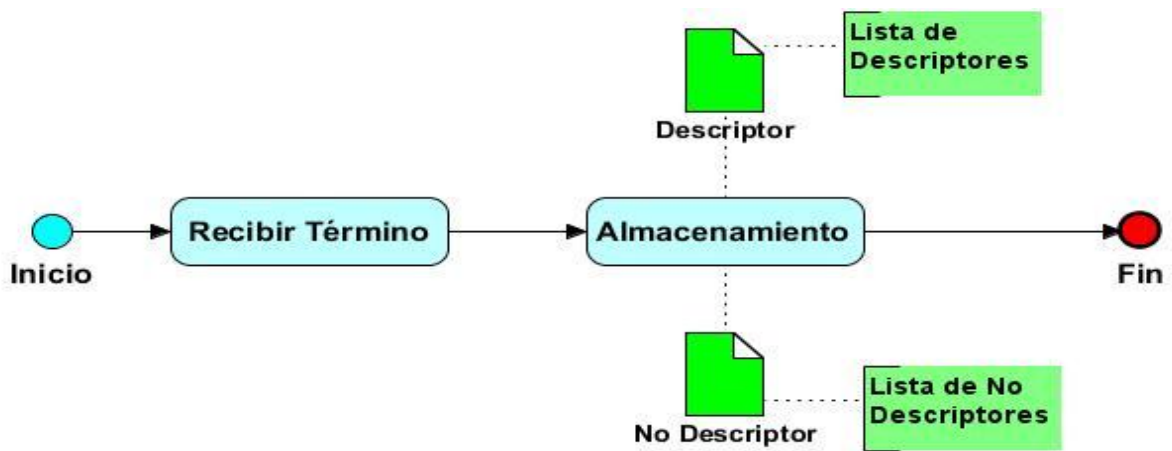 Lista de
Descriptores
Descriptor
Recibir Término
Almacenamiento
Inicio
Fin
Lista de No
Descriptores
No Descriptor